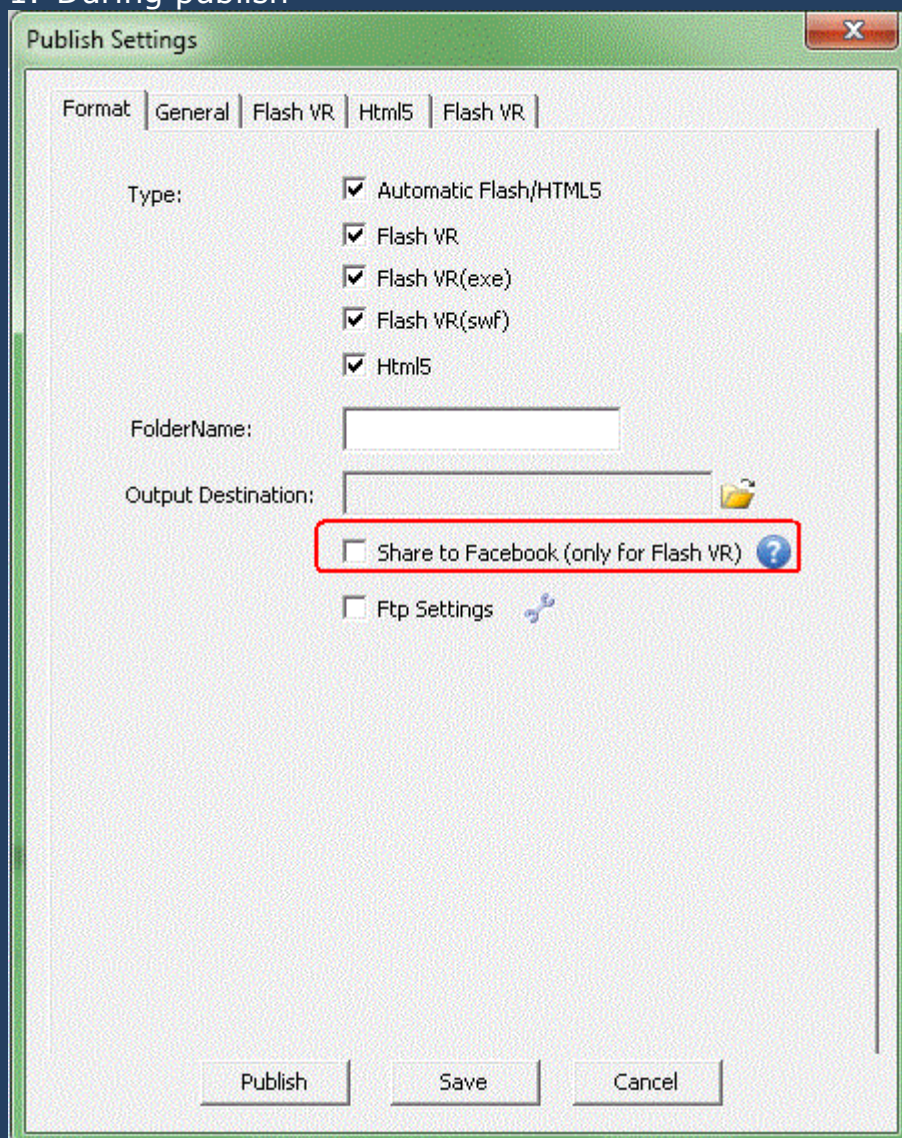 1. During publish
Publish Settings
Format General Flash VR Html5 Flash VR
Type:
Automatic Flash/HTML5
Flash VR
Flash VR(exe)
Flash VR(swf)
Html5
FolderName:
Output Destination:
Share to Facebook (only for Flash VR) ?
Ftp Settings
Publish Save Cancel